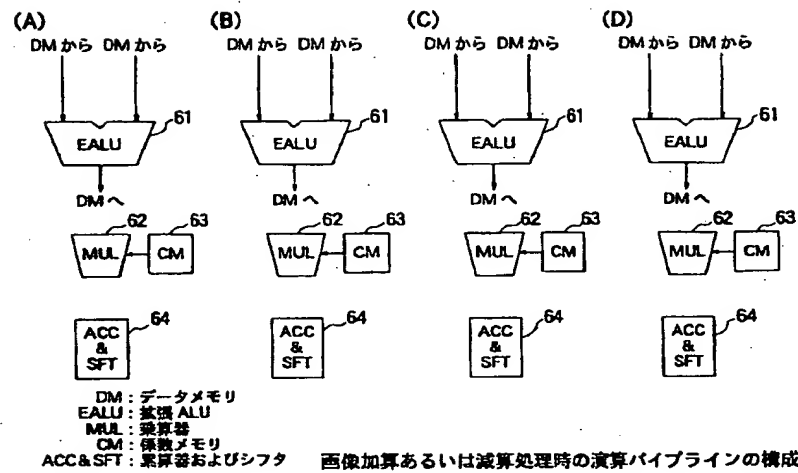 (A) (B) (C) (D)
DMから DMから DMから DMから DMから DMから DMから DMから
61 61 61 61
EALU EALU EALU EALU
DMへ DMへ DMへ DMへ
62 63 62 63 62 63 62 63
MUL CM MUL CM MUL CM MUL CM
64 64 64 64
ACC ACC ACC ACC
& & & &
SFT SFT SFT SFT
DM:データメモリ
EALU:拡張ALU
MUL:乗算器
CM:係数メモリ
ACC&SFT:累算器およびシフタ 画像加算あるいは減算処理時の演算パイプラインの構成